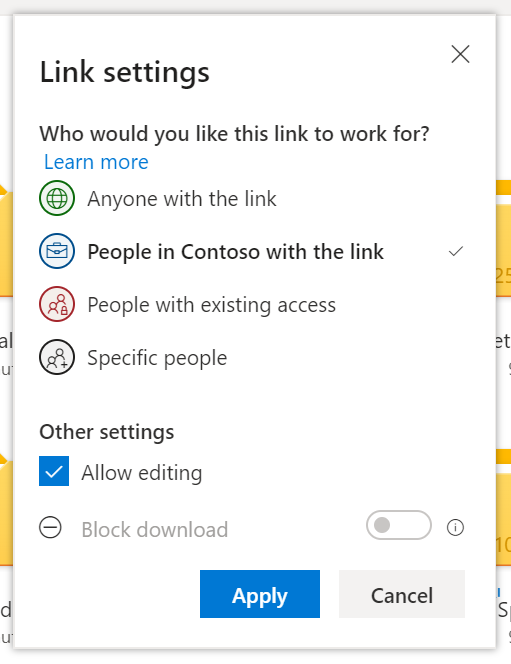 Link settings
Who would you like this link to work for?
Learn more
Anyone with the link
People in Contoso with the link
People with existing access
Specific people
Other settings
Allow editing
Block download
Apply
Cancel